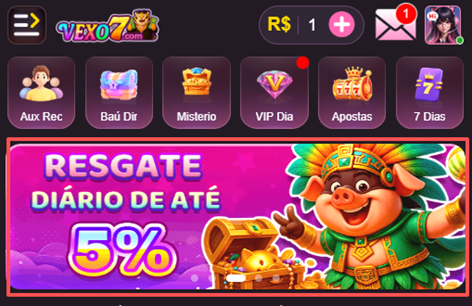 VEXO7.com
R$ 1
1
Hi
Aux Rec
Baú Dir
Misterio
V
VIP Dia
Apostas
7
7 Dias
RESGATE
DIÁRIO DE ATÉ
5%